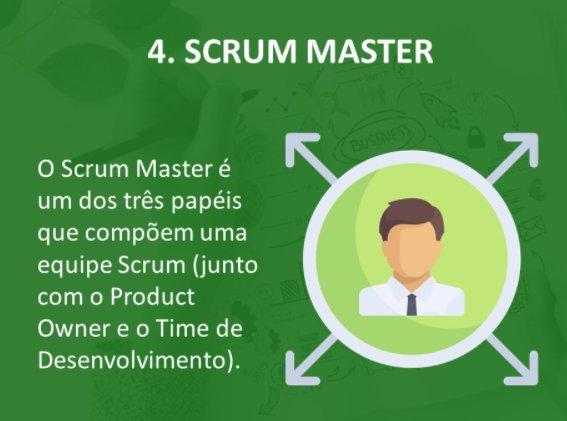 4. SCRUM MASTER
O Scrum Master é
um dos três papéis
que compõem uma
equipe Scrum (junto
com o Product
Owner e o Time de
Desenvolvimento).
BUSINESS